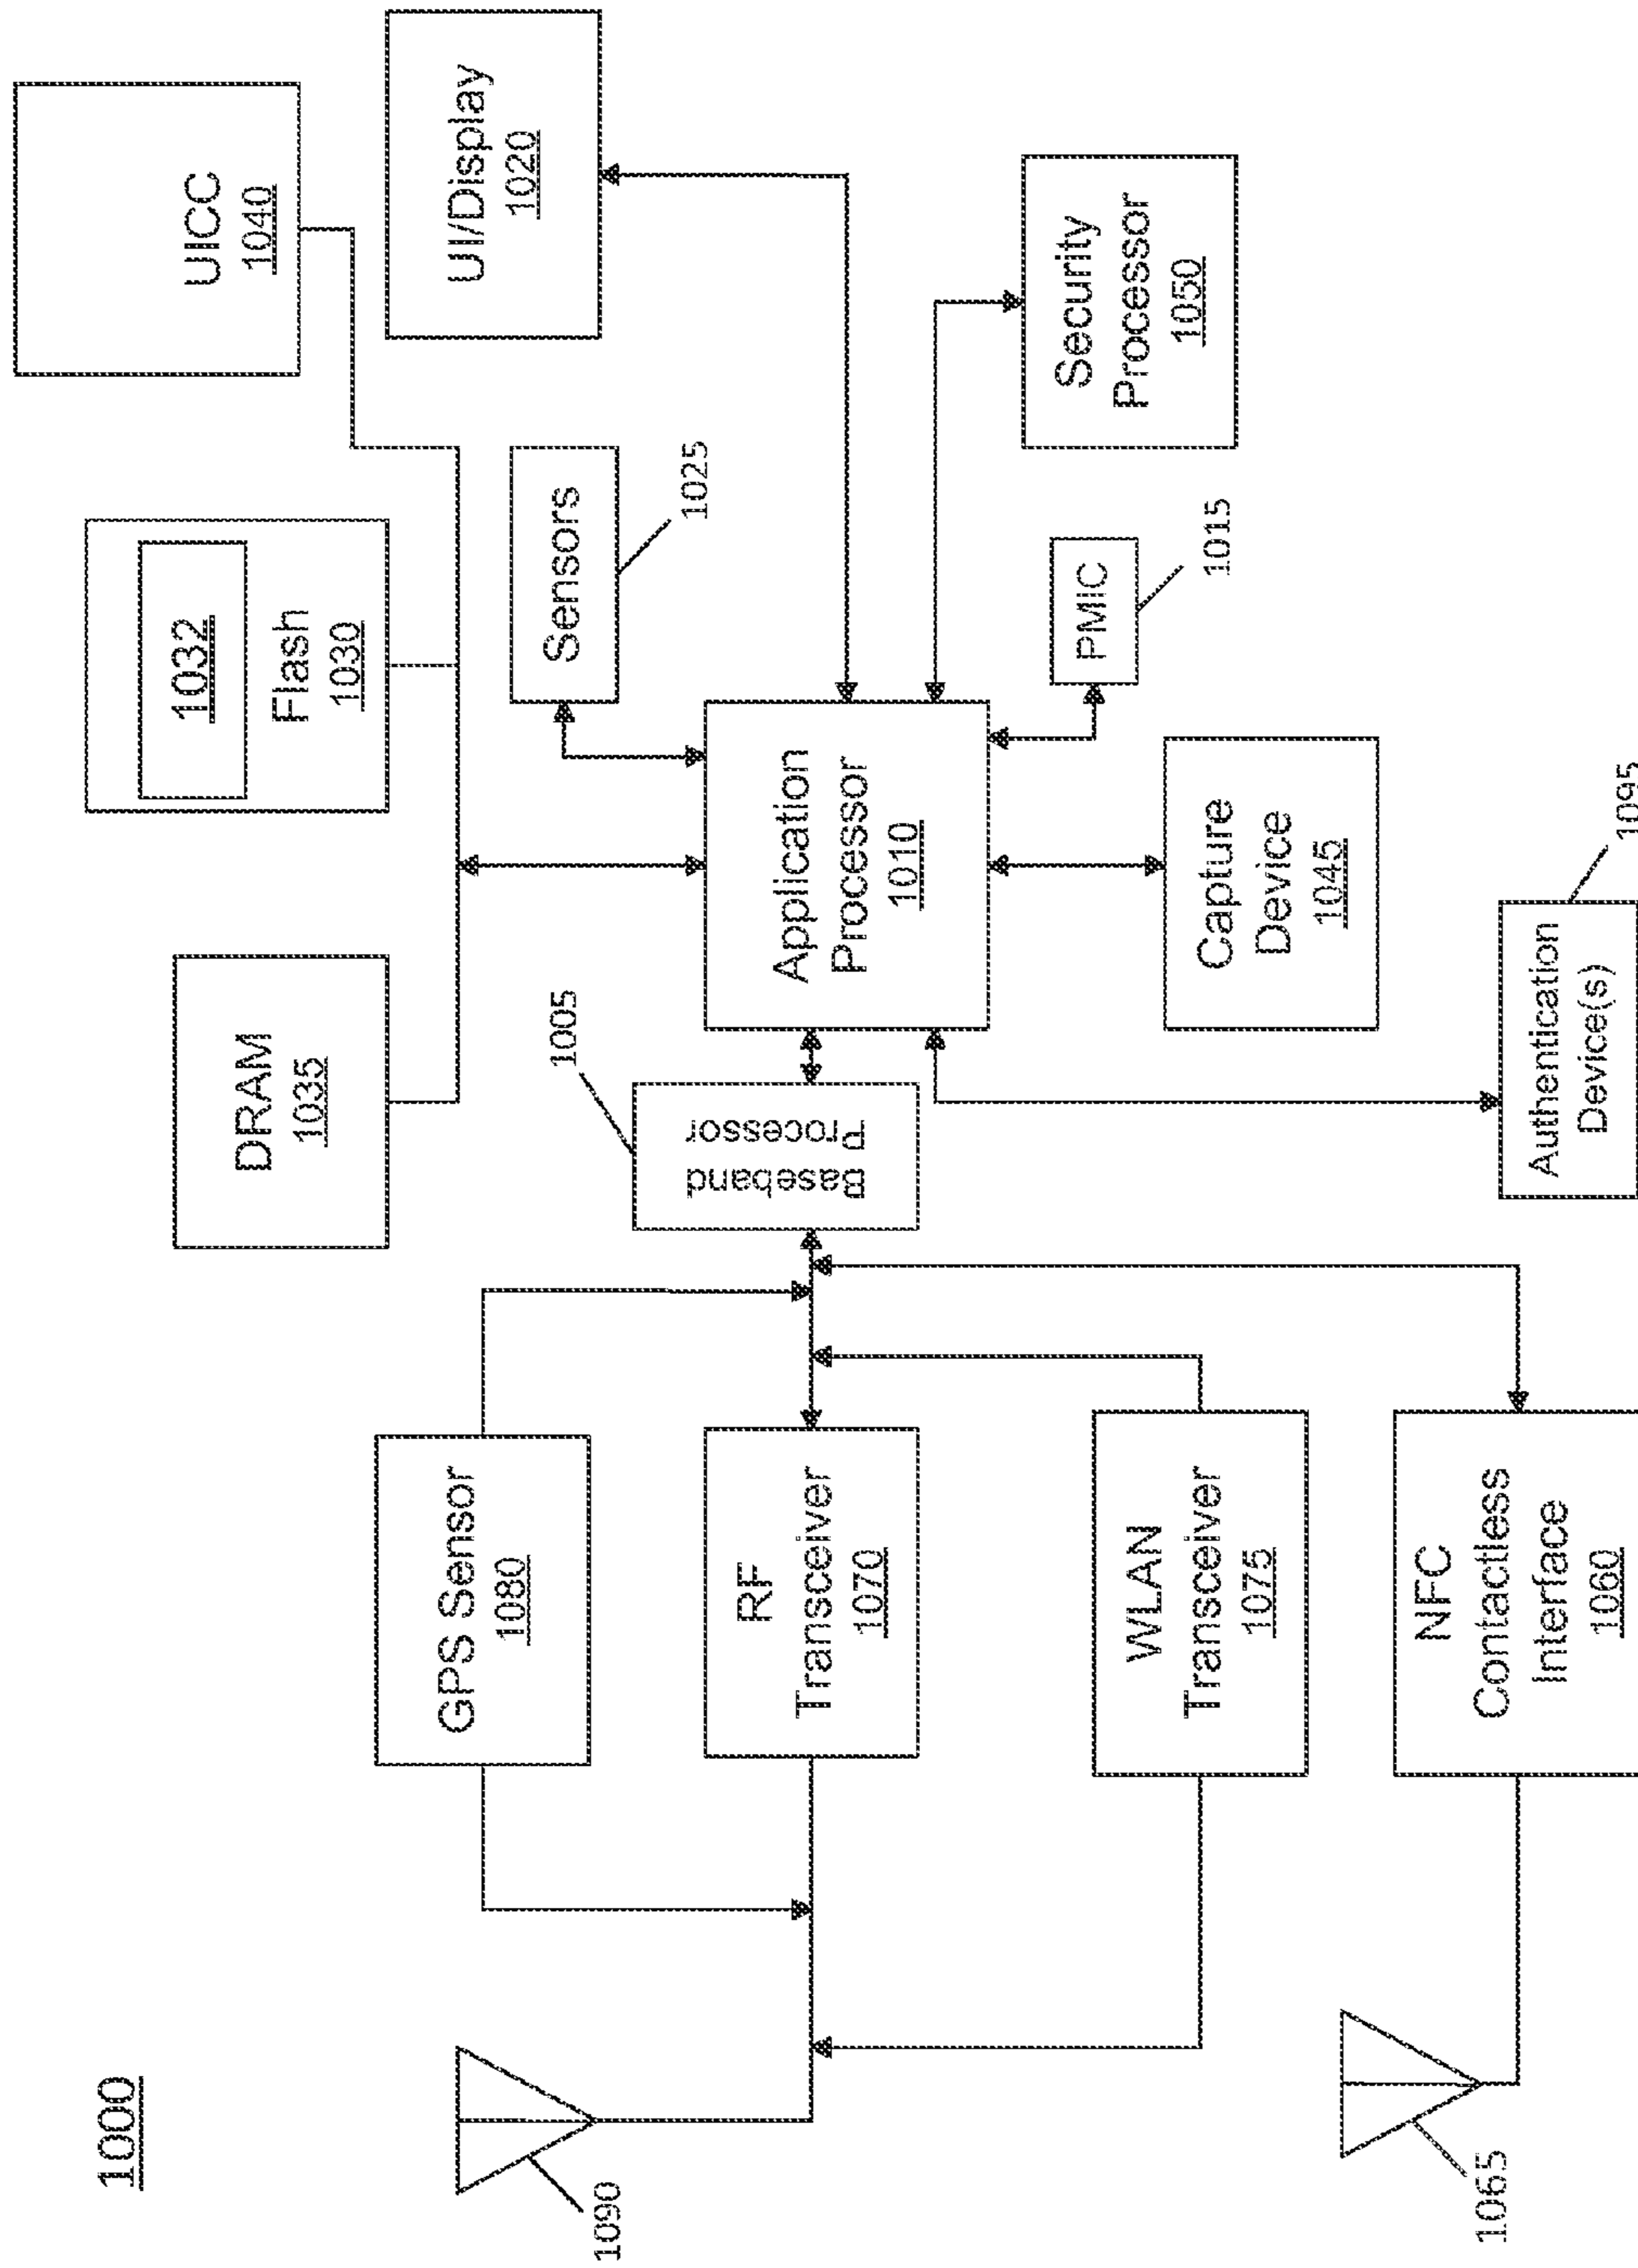 1000
UICC
1040
1032
Flash
1030
DRAM
1035
UI/Display
1020
Sensors
1025
1005
Baseband
Processor
Application
Processor
1010
Security
Processor
1050
PMIC
1015
Capture
Device
1045
Authentication
Device(s)
1095
GPS Sensor
1080
RF
Transceiver
1070
WLAN
Transceiver
1075
NFC
Contactless
Interface
1060
1090
1065